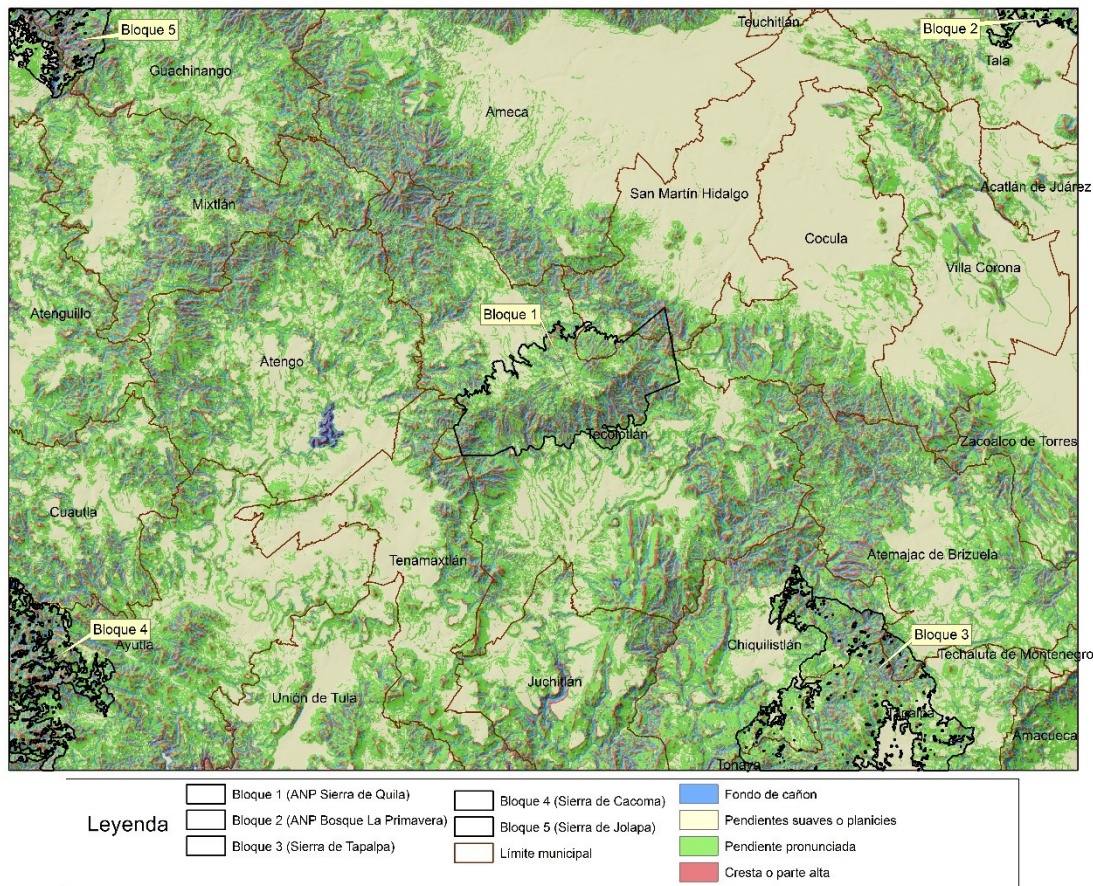 Bloque 5
Teuchitlán
Bloque 2
Tala
Guachinango
Ameca
Mixtlán
San Martín Hidalgo
Acatlán de Juárez
Cocula
Villa Corona
Atenguillo
Bloque 1
Atengo
Tecolotlán
Zacoalco de Torres
Cuautla
Tenamaxtlán
Atemajac de Brizuela
Bloque 4
Ayutla
Chiquilistlán
Bloque 3
Techaluta de Montenegro
Juchitlán
Unión de Tula
Tapalpa
Amacueca
Tonaya
Leyenda
Bloque 1 (ANP Sierra de Quila)
Bloque 2 (ANP Bosque La Primavera)
Bloque 3 (Sierra de Tapalpa)
Bloque 4 (Sierra de Cacoma)
Bloque 5 (Sierra de Jolapa)
Límite municipal
Fondo de cañon
Pendientes suaves o planicies
Pendiente pronunciada
Cresta o parte alta